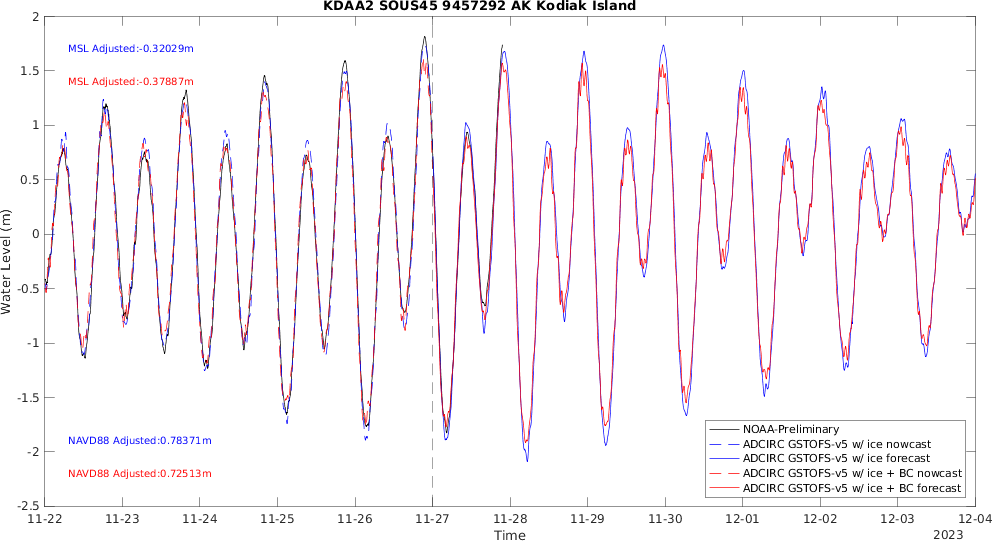 KDAA2 SOUS45 9457292 AK Kodiak Island
2
1.5
1
0.5
0
-0.5
-1
-1.5
-2
-2.5
Water Level (m)
MSL Adjusted:-0.32029m
MSL Adjusted:-0.37887m
NAVD88 Adjusted:0.78371m
NAVD88 Adjusted:0.72513m
NOAA-Preliminary
ADCIRC GSTOFS-v5 w/ ice nowcast
ADCIRC GSTOFS-v5 w/ ice forecast
ADCIRC GSTOFS-v5 w/ ice + BC nowcast
ADCIRC GSTOFS-v5 w/ ice + BC forecast
11-22 11-23 11-24 11-25 11-26 11-27 11-28 11-29 11-30 12-01 12-02 12-03 12-04
Time
2023